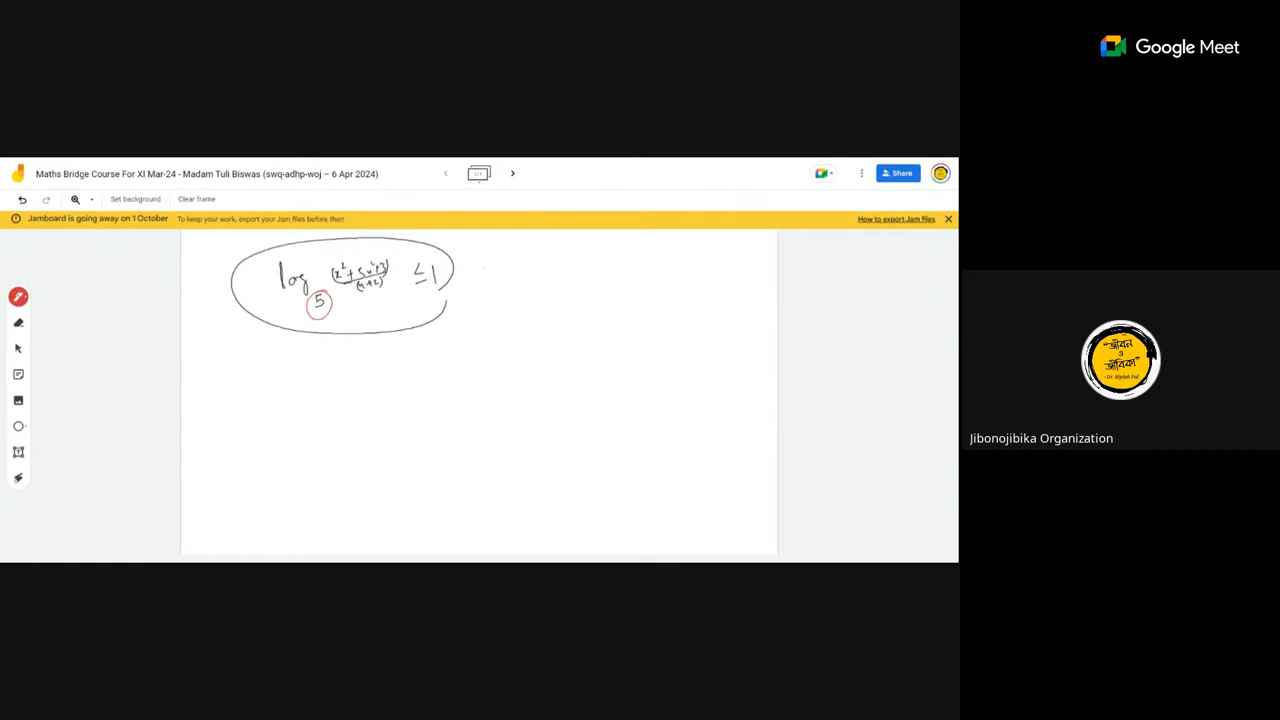 Google Meet
Maths Bridge Course For XI Mar-24 - Madam Tuli Biswas (swq-adhp-woj – 6 Apr 2024)
Share
Set background
Clear frame
Jamboard is going away on 1 October
To keep your work, export your Jam files before then
How to export Jam files
log
5
(x+2)
≤1
"জীবন
ও
জীবিকা"
Jibonojibika Organization